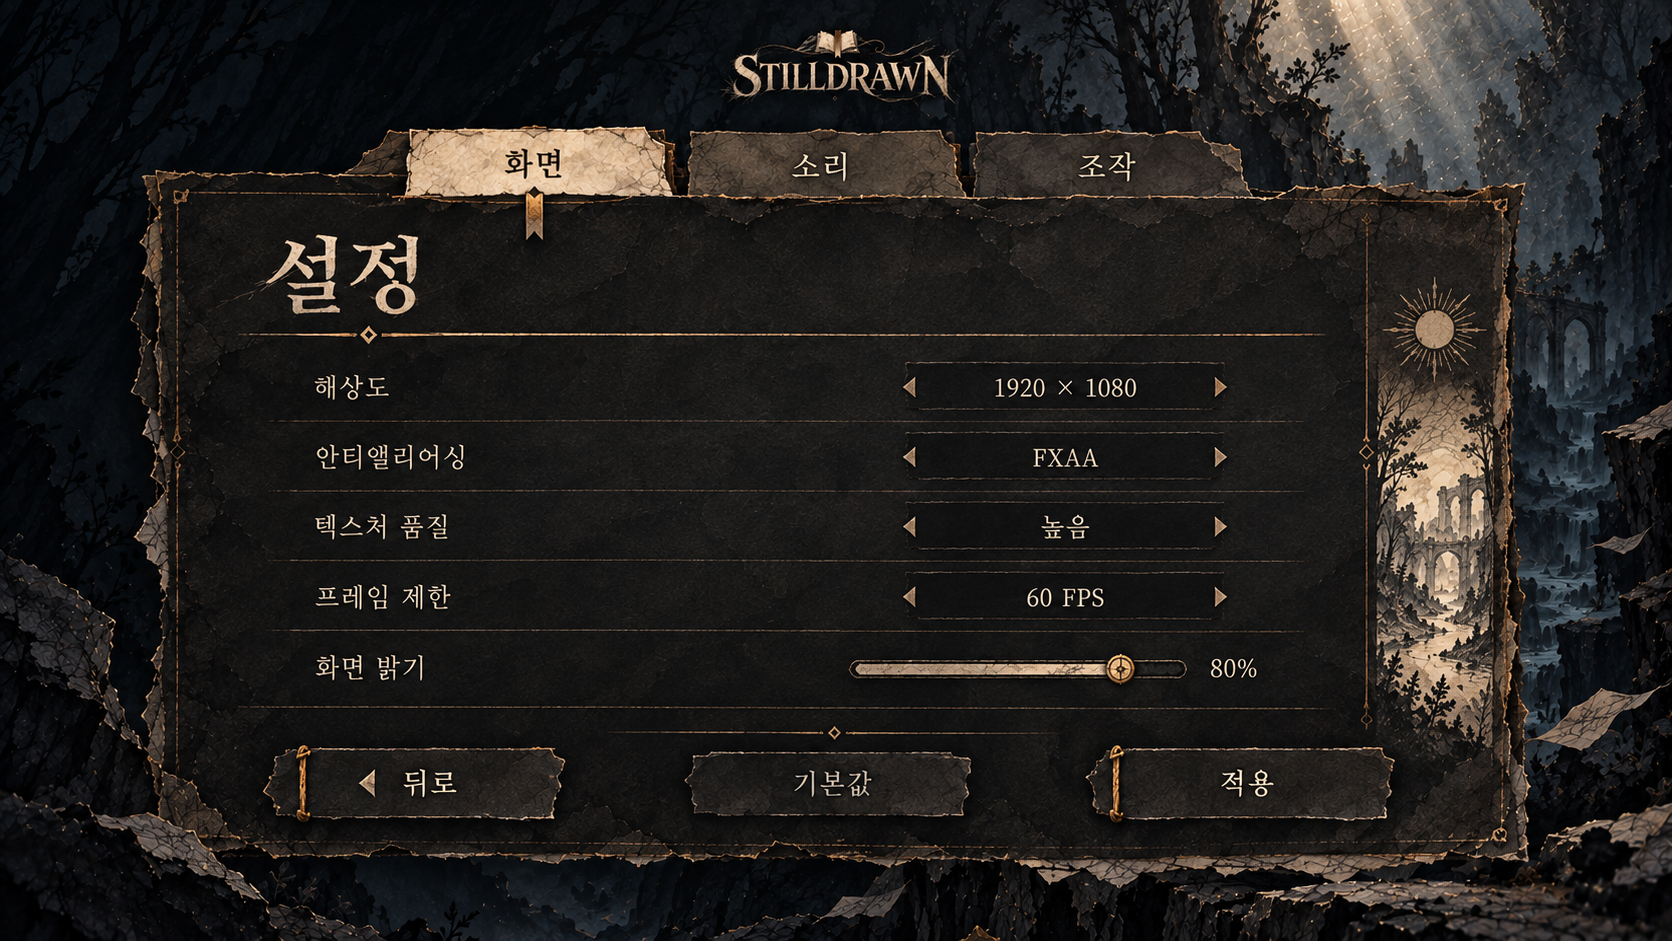 STILLDRAWN
화면
소리
조작
설정
해상도
1920 × 1080
안티앨리어싱
FXAA
텍스처 품질
높음
프레임 제한
60 FPS
화면 밝기
80%
뒤로
기본값
적용